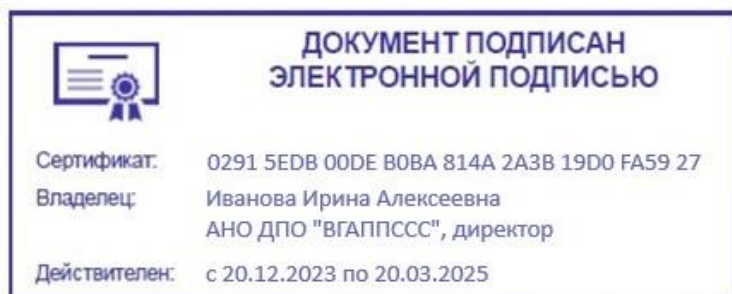 ДОКУМЕНТ ПОДПИСАН
ЭЛЕКТРОННОЙ ПОДПИСЬЮ
Сертификат: 0291 5EDB 00DE B0BA 814A 2A3B 19D0 FA59 27
Владелец: Иванова Ирина Алексеевна
АНО ДПО "ВГАППССС", директор
Действителен: с 20.12.2023 по 20.03.2025